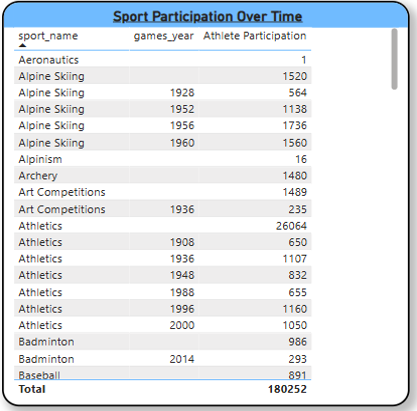 Sport Participation Over Time
sport_name games_year Athlete Participation
Aeronautics 1
Alpine Skiing 1520
Alpine Skiing 1928 564
Alpine Skiing 1952 1138
Alpine Skiing 1956 1736
Alpine Skiing 1960 1560
Alpinism 16
Archery 1480
Art Competitions 1489
Art Competitions 1936 235
Athletics 26064
Athletics 1908 650
Athletics 1936 1107
Athletics 1948 832
Athletics 1988 655
Athletics 1996 1160
Athletics 2000 1050
Badminton 986
Badminton 2014 293
Baseball 891
Total 180252